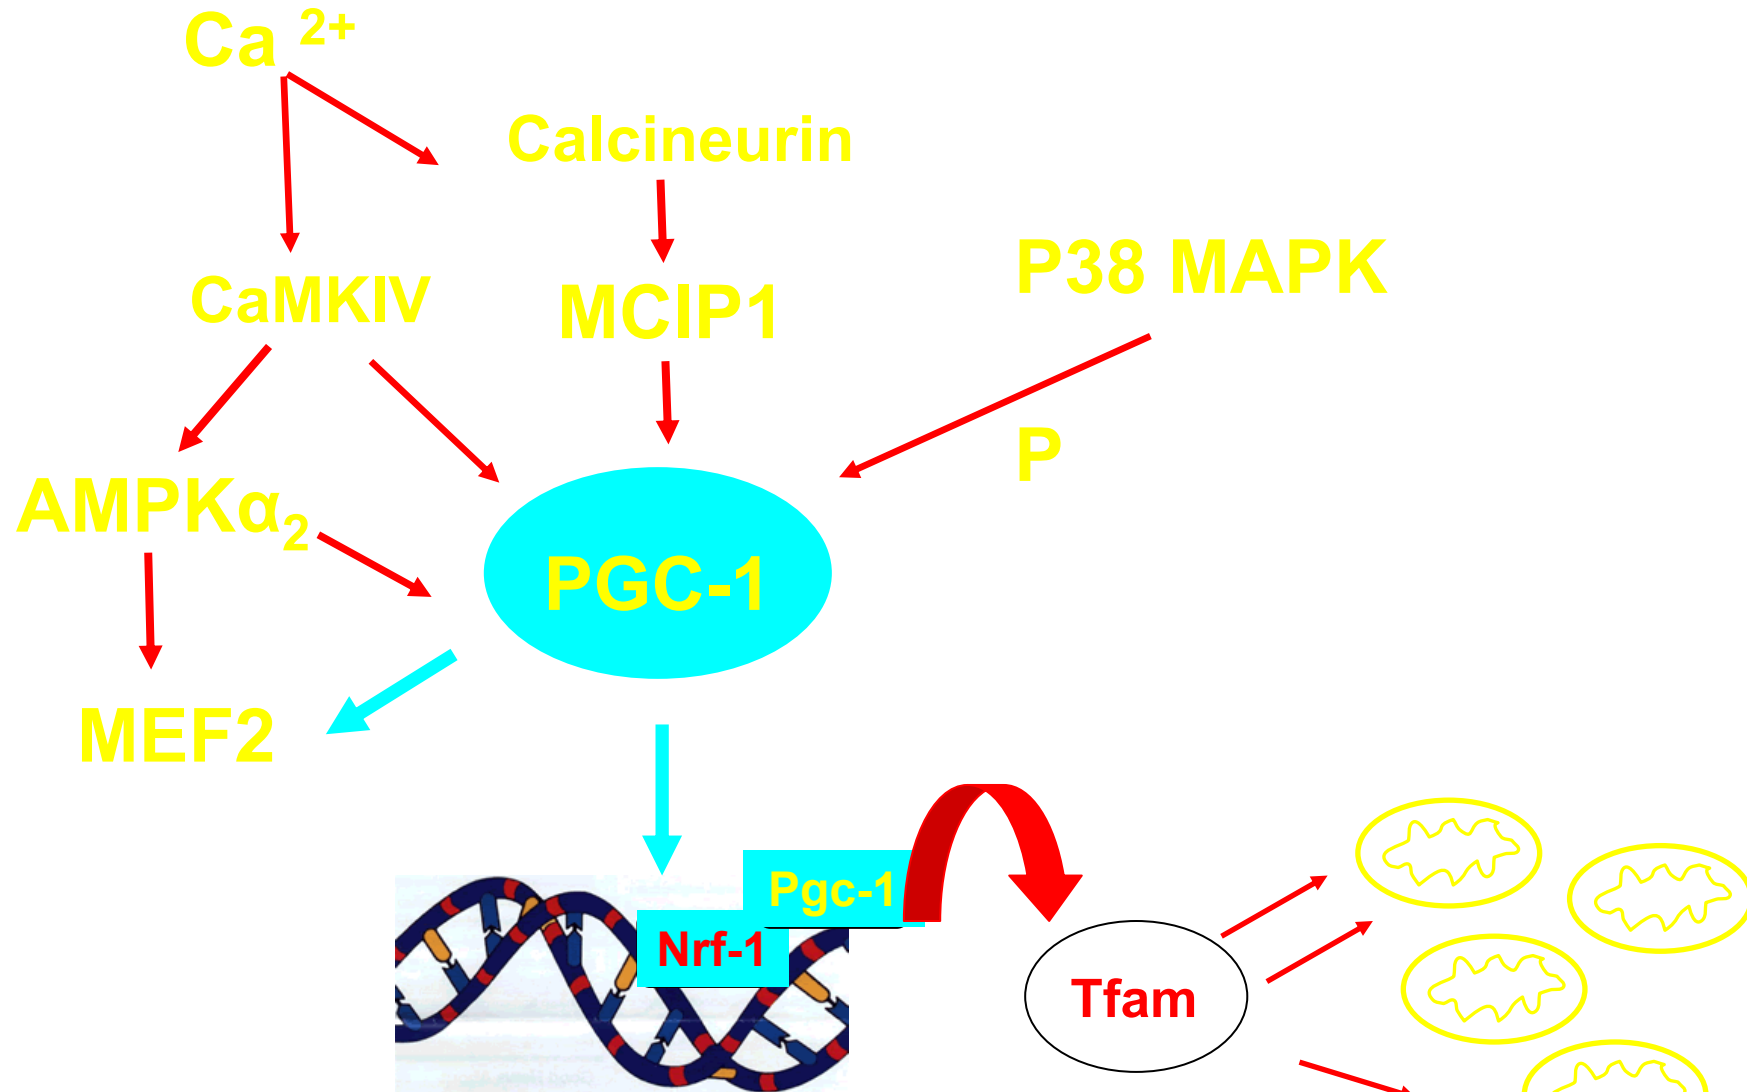 Ca 2+
Calcineurin
P38 MAPK
CaMKIV
MCIP1
P
AMPKα2
PGC-1
MEF2
Pgc-1
Nrf-1
Tfam